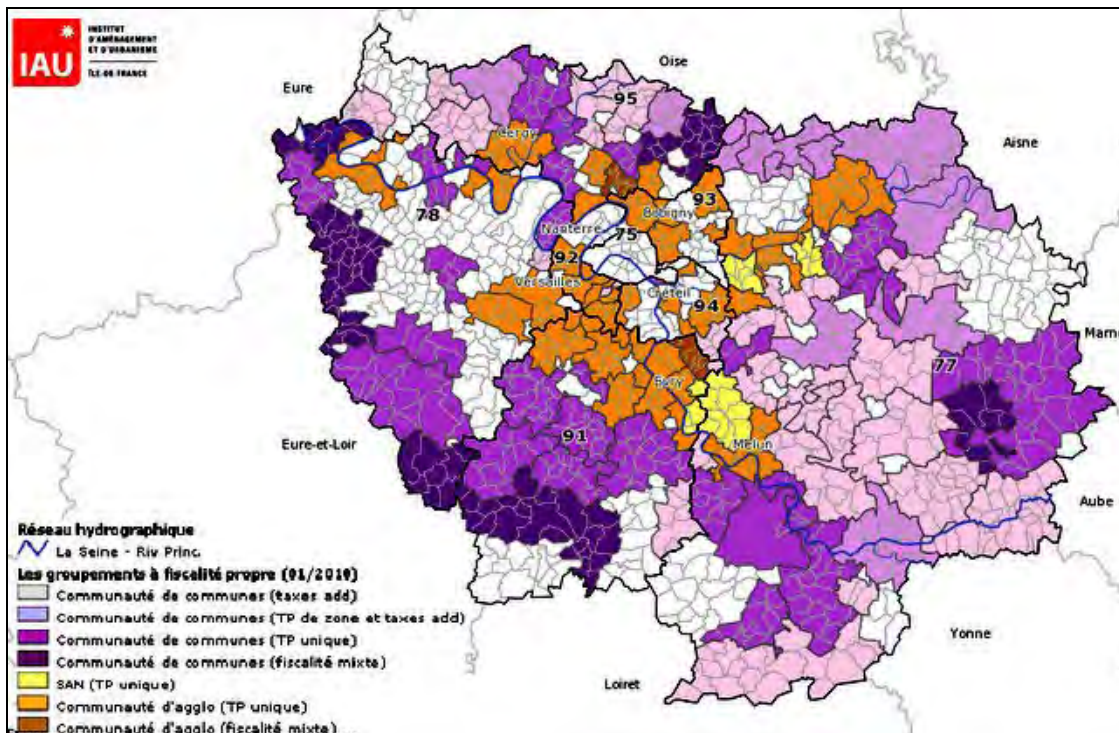 IAU
INSTITUT
D'AMÉNAGEMENT
ET D'URBANISME
ÎLE-DE-FRANCE
Oise
Eure
95
Cergy
Aisne
93
78
Bobigny
Nanterre
75
92
Versailles
Créteil
94
Marne
77
Evry
Eure-et-Loir
91
Melun
Aube
Réseau hydrographique
La Seine - Riv Princ.
Les groupements à fiscalité propre (01/2010)
Communauté de communes (taxes add)
Communauté de communes (TP de zone et taxes add)
Communauté de communes (TP unique)
Yonne
Communauté de communes (fiscalité mixte)
SAN (TP unique)
Loiret
Communauté d'agglo (TP unique)
Communauté d'agglo (fiscalité mixte)